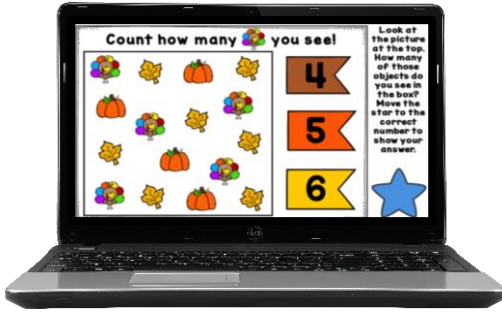 Count how many you see!
4
5
6
Look at
the picture
at the top.
How many
of those
objects do
you see in
the box?
Move the
star to the
correct
number to
show your
answer.